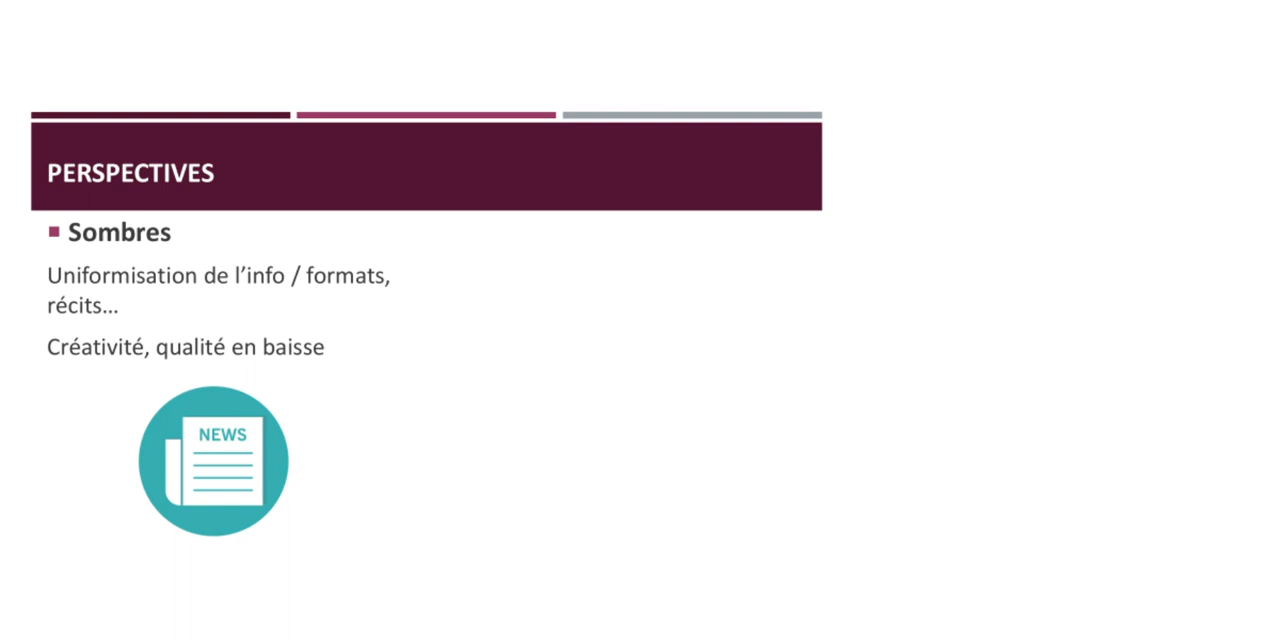 PERSPECTIVES
▪ Sombres
Uniformisation de l’info / formats,
récits…
Créativité, qualité en baisse
NEWS